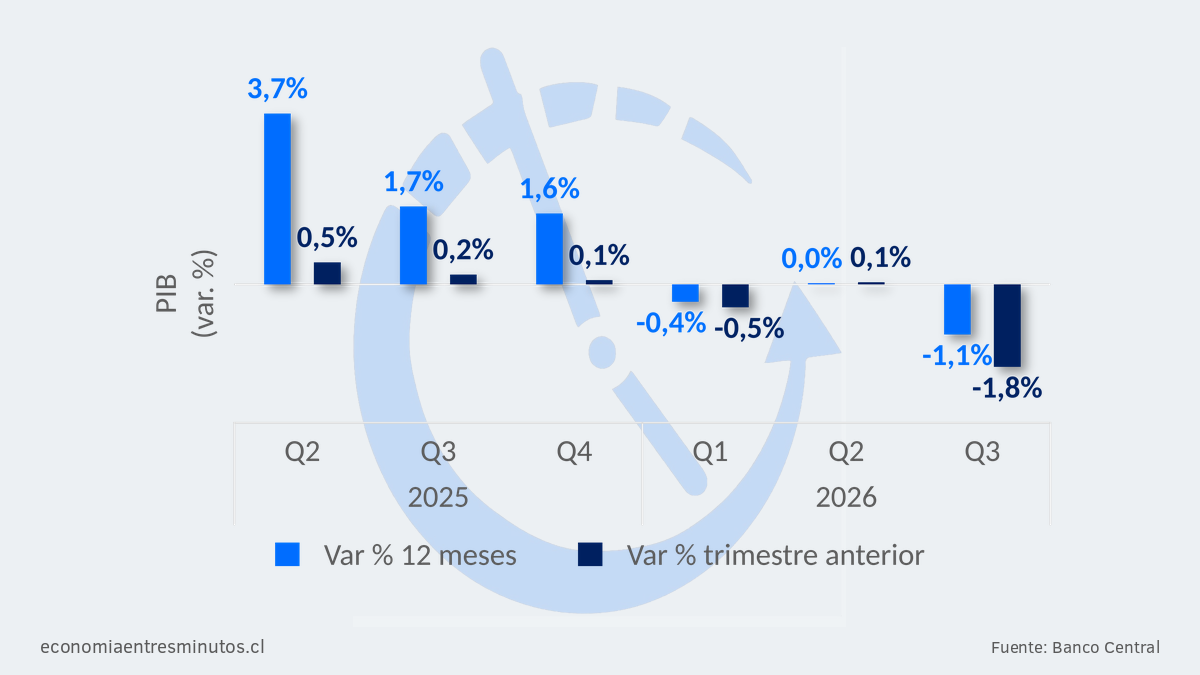 3,7%
0,5%
1,7%
0,2%
1,6%
0,1%
-0,4%
-0,5%
0,0%
0,1%
-1,1%
-1,8%
PIB
(var. %)
Q2 Q3 Q4 Q1 Q2 Q3
2025 2026
Var % 12 meses Var % trimestre anterior
economiaentresminutos.cl
Fuente: Banco Central